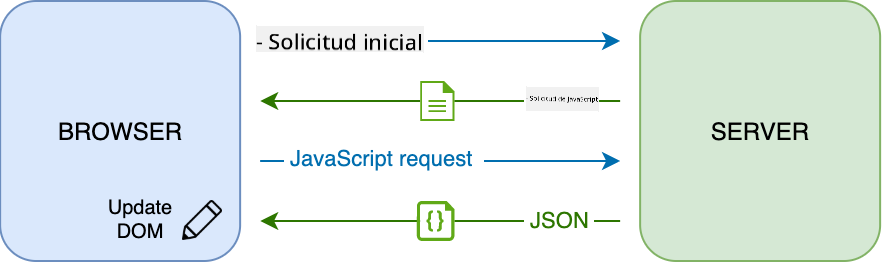 - Solicitud inicial
Solicitud de JavaScript
BROWSER
SERVER
JavaScript request
Update
DOM
{}
JSON